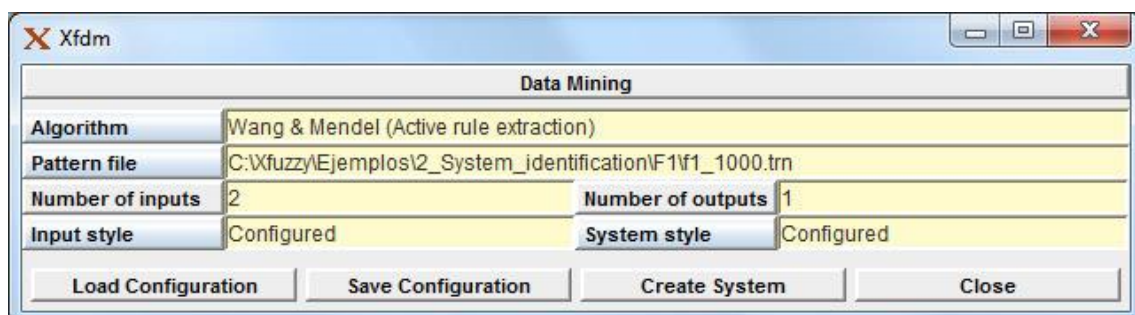 Xfdm
Data Mining
Algorithm Wang & Mendel (Active rule extraction)
Pattern file C:\Xfuzzy\Ejemplos\2_System_identification\F1\f1_1000.trn
Number of inputs 2 Number of outputs 1
Input style Configured System style Configured
Load Configuration Save Configuration Create System Close